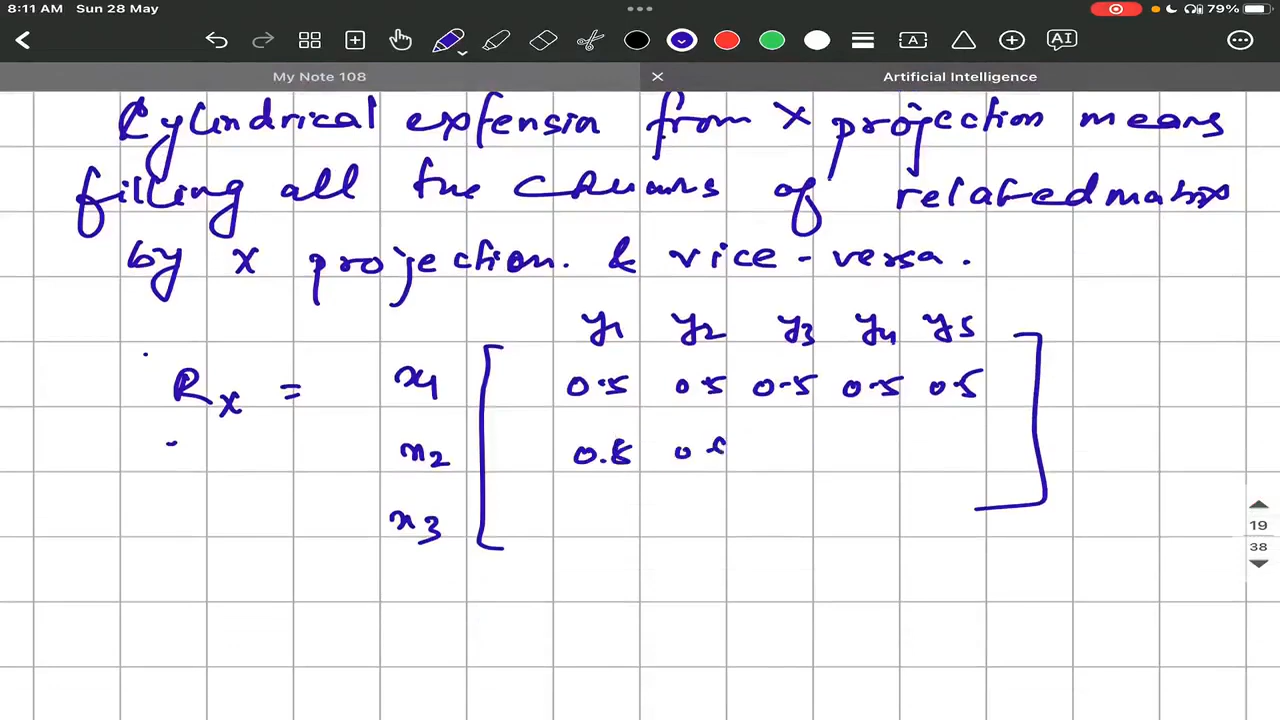 8:11 AM Sun 28 May
79%
My Note 108
Artificial Intelligence
Cylindrical extension from X projection means
filling all the columns of related matrix
by X projection. & vice-versa.
y1 y2 y3 y4 y5
Rx = x1 0.5 0.5 0.5 0.5 0.5
x2 0.8 0
x3
19
38
AI